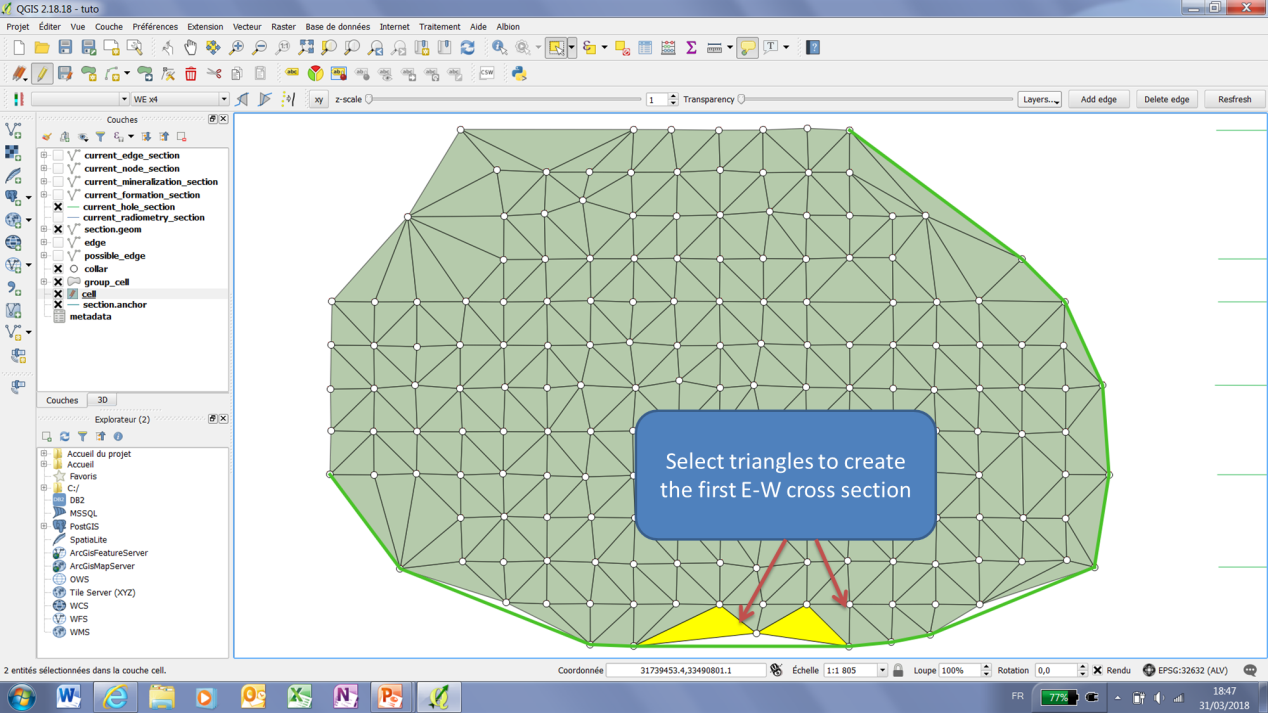 QGIS 2.18.18 - tuto
Projet Éditer Vue Couche Préférences Extension Vecteur Raster Base de données Internet Traitement Aide Albion
abc abc CSW
WE x4 xy z-scale 1 Transparency Layers... Add edge Delete edge Resfresh
Couches
current_edge_section
current_node_section
current_mineralization_section
current_formation_section
current_hole_section
current_radiometry_section
section.geom
edge
possible_edge
collar
group_cell
cell
section.anchor
metadata
Couches 3D
Explorateur (2)
Accueil du projet
Accueil
Favoris
C:/
DB2
MSSQL
PostGIS
SpatiaLite
ArcGisFeatureServer
ArcGisMapServer
OWS
Tile Server (XYZ)
WCS
WFS
WMS
Select triangles to create
the first E-W cross section
2 entités sélectionnées dans la couche cell.
Coordonnée 31739453.4,33490801.1 Échelle 1:1 805 Loupe 100% Rotation 0,0 Rendu EPSG:32632 (ALV)
FR 77% 18:47
31/03/2018